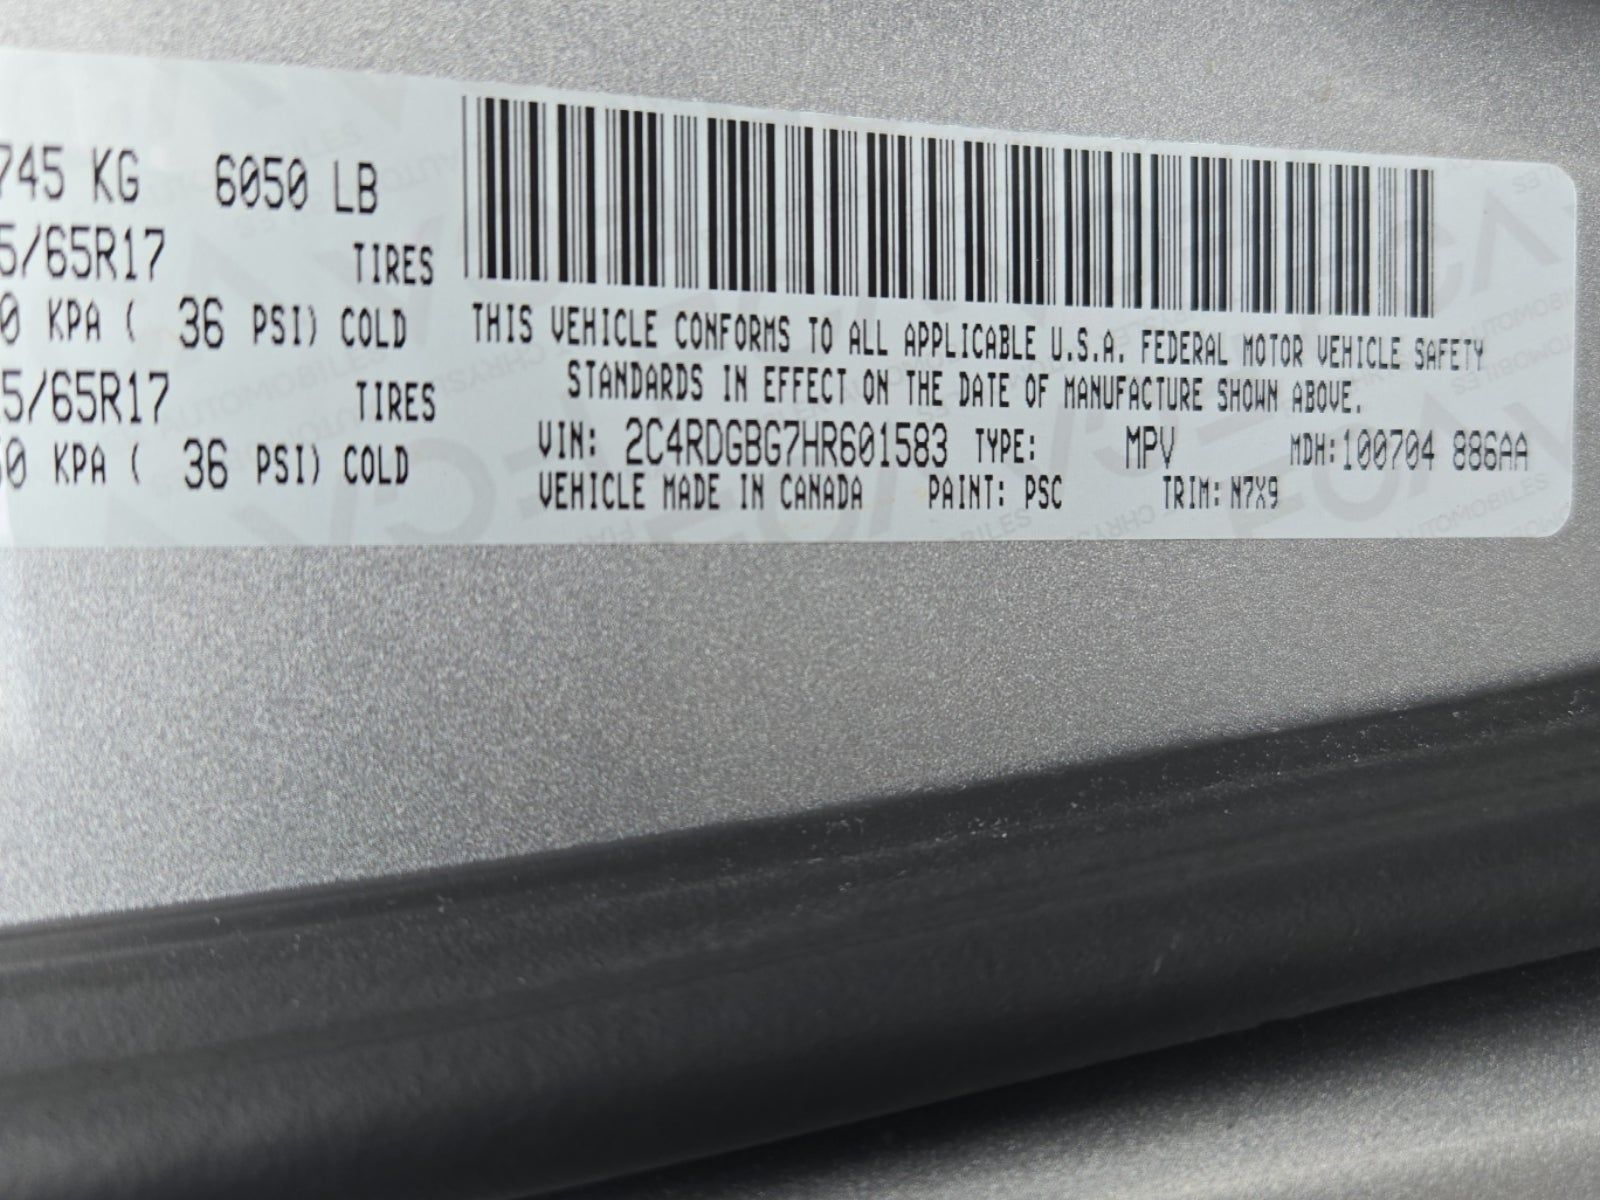 745 KG 6050 LB
5/65R17 TIRES
0 KPA ( 36 PSI) COLD
5/65R17 TIRES
50 KPA ( 36 PSI) COLD
THIS VEHICLE CONFORMS TO ALL APPLICABLE U.S.A. FEDERAL MOTOR VEHICLE SAFETY
STANDARDS IN EFFECT ON THE DATE OF MANUFACTURE SHOWN ABOVE.
VIN: 2C4RDGBG7HR601583 TYPE: MPV MDH:100704 886AA
VEHICLE MADE IN CANADA PAINT: PSC TRIM: N7X9